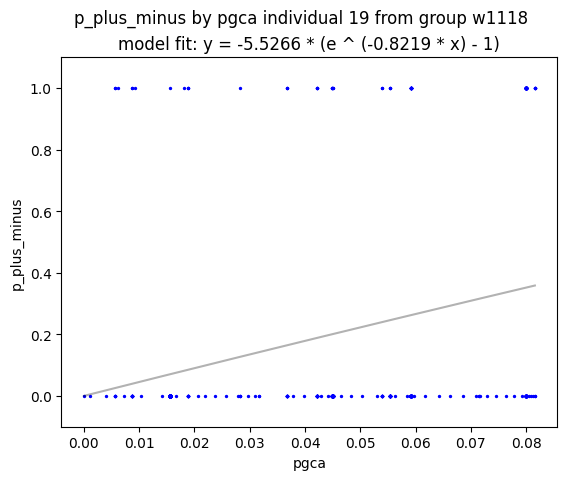 p_plus_minus by pgca individual 19 from group w1118
model fit: y = -5.5266 * (e ^ (-0.8219 * x) - 1)
1.0
0.8
0.6
0.4
0.2
0.0
p_plus_minus
0.00 0.01 0.02 0.03 0.04 0.05 0.06 0.07 0.08
pgca